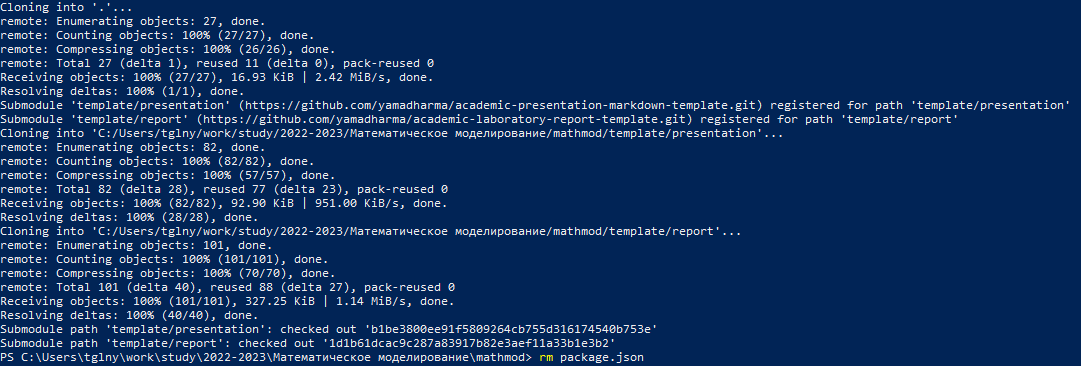 Cloning into '.'...
remote: Enumerating objects: 27, done.
remote: Counting objects: 100% (27/27), done.
remote: Compressing objects: 100% (26/26), done.
remote: Total 27 (delta 1), reused 11 (delta 0), pack-reused 0
Receiving objects: 100% (27/27), 16.93 KiB | 2.42 MiB/s, done.
Resolving deltas: 100% (1/1), done.
Submodule 'template/presentation' (https://github.com/yamadharma/academic-presentation-markdown-template.git) registered for path 'template/presentation'
Submodule 'template/report' (https://github.com/yamadharma/academic-laboratory-report-template.git) registered for path 'template/report'
Cloning into 'C:/Users/tglny/work/study/2022-2023/Математическое моделирование/mathmod/template/presentation'...
remote: Enumerating objects: 82, done.
remote: Counting objects: 100% (82/82), done.
remote: Compressing objects: 100% (57/57), done.
remote: Total 82 (delta 28), reused 77 (delta 23), pack-reused 0
Receiving objects: 100% (82/82), 92.90 KiB | 951.00 KiB/s, done.
Resolving deltas: 100% (28/28), done.
Cloning into 'C:/Users/tglny/work/study/2022-2023/Математическое моделирование/mathmod/template/report'...
remote: Enumerating objects: 101, done.
remote: Counting objects: 100% (101/101), done.
remote: Compressing objects: 100% (70/70), done.
remote: Total 101 (delta 40), reused 88 (delta 27), pack-reused 0
Receiving objects: 100% (101/101), 327.25 KiB | 1.14 MiB/s, done.
Resolving deltas: 100% (40/40), done.
Submodule path 'template/presentation': checked out 'b1be3800ee91f5809264cb755d316174540b753e'
Submodule path 'template/report': checked out '1d1b61dcac9c287a83917b82e3aef11a33b1e3b2'
PS C:\Users\tglny\work\study\2022-2023\Математическое моделирование\mathmod> rm package.json